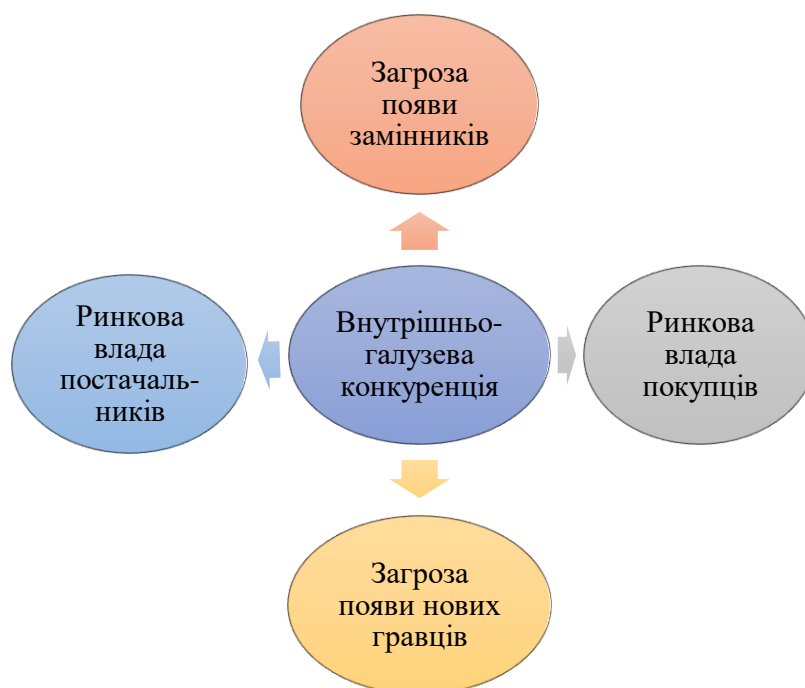 Загроза
появи
замінників
Ринкова
влада
постачаль-
ників
Внутрішньо-
галузева
конкуренція
Ринкова
влада
покупців
Загроза
появи нових
гравців